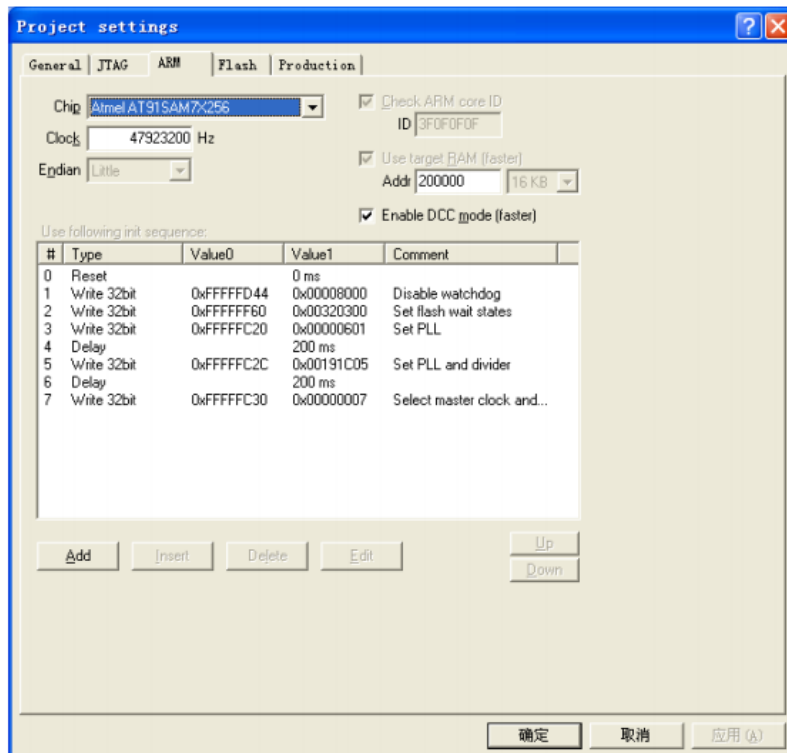 Project settings
General JTAG ARM Flash Production
Chip Atmel AT91SAM7X256
Check ARM core ID
ID 3F0F0F0F
Clock 47923200 Hz
Endian Little
Use target RAM (faster)
Addr 200000 16 KB
Enable DCC mode (faster)
Use following init sequence:
# Type Value0 Value1 Comment
0 Reset 0 ms
1 Write 32bit 0xFFFFFD44 0x00008000 Disable watchdog
2 Write 32bit 0xFFFFFF60 0x00320300 Set flash wait states
3 Write 32bit 0xFFFFFC20 0x00000601 Set PLL
4 Delay 200 ms
5 Write 32bit 0xFFFFFC2C 0x00191C05 Set PLL and divider
6 Delay 200 ms
7 Write 32bit 0xFFFFFC30 0x00000007 Select master clock and...
Add Insert Delete Edit
Up
Down
确定 取消 应用 (A)